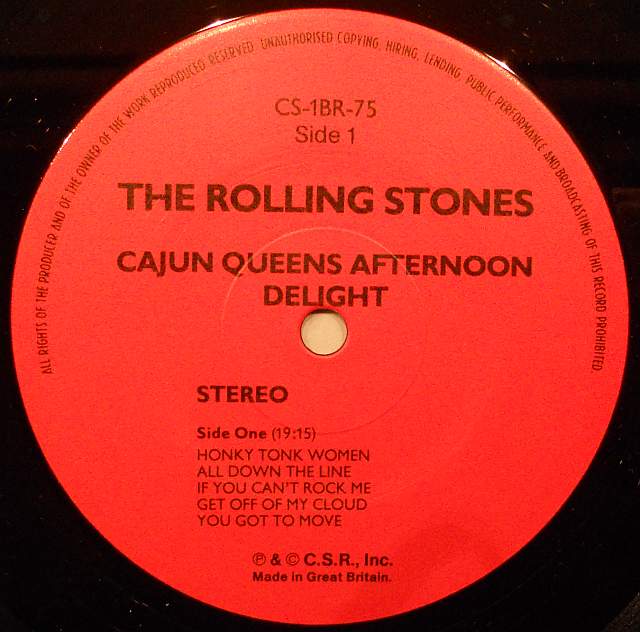 ALL RIGHTS OF THE PRODUCER AND OF THE OWNER OF THE WORK REPRODUCED RESERVED. UNAUTHORISED COPYING, HIRING, LENDING, PUBLIC PERFORMANCE AND BROADCASTING OF THIS RECORD PROHIBITED.
CS-1BR-75
Side 1
THE ROLLING STONES
CAJUN QUEENS AFTERNOON
DELIGHT
STEREO
Side One (19:15)
HONKY TONK WOMEN
ALL DOWN THE LINE
IF YOU CAN'T ROCK ME
GET OFF OF MY CLOUD
YOU GOT TO MOVE
℗ & © C.S.R., Inc.
Made in Great Britain.